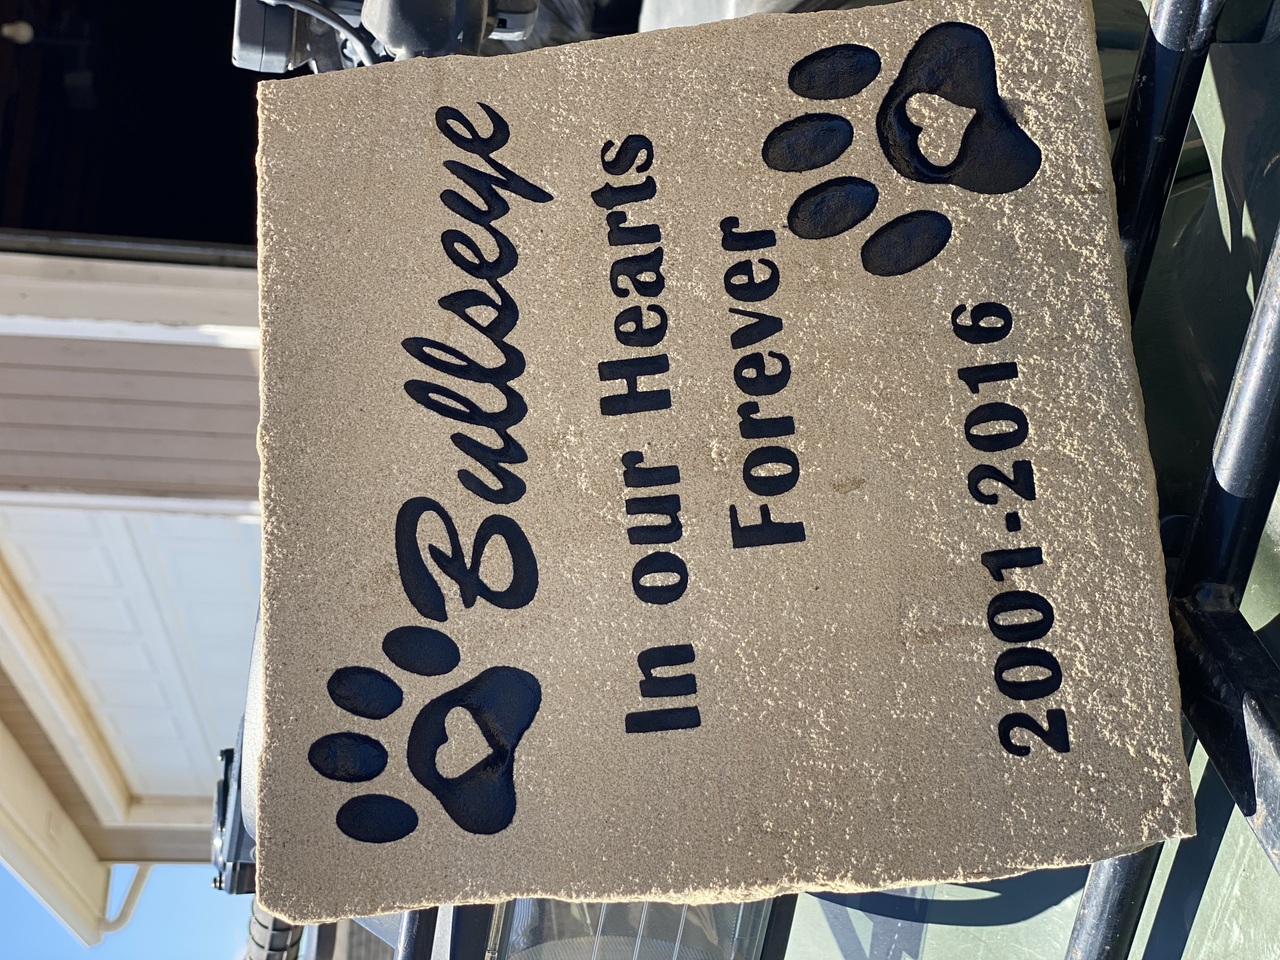 Bullseye
In our Hearts
Forever
2001-2016